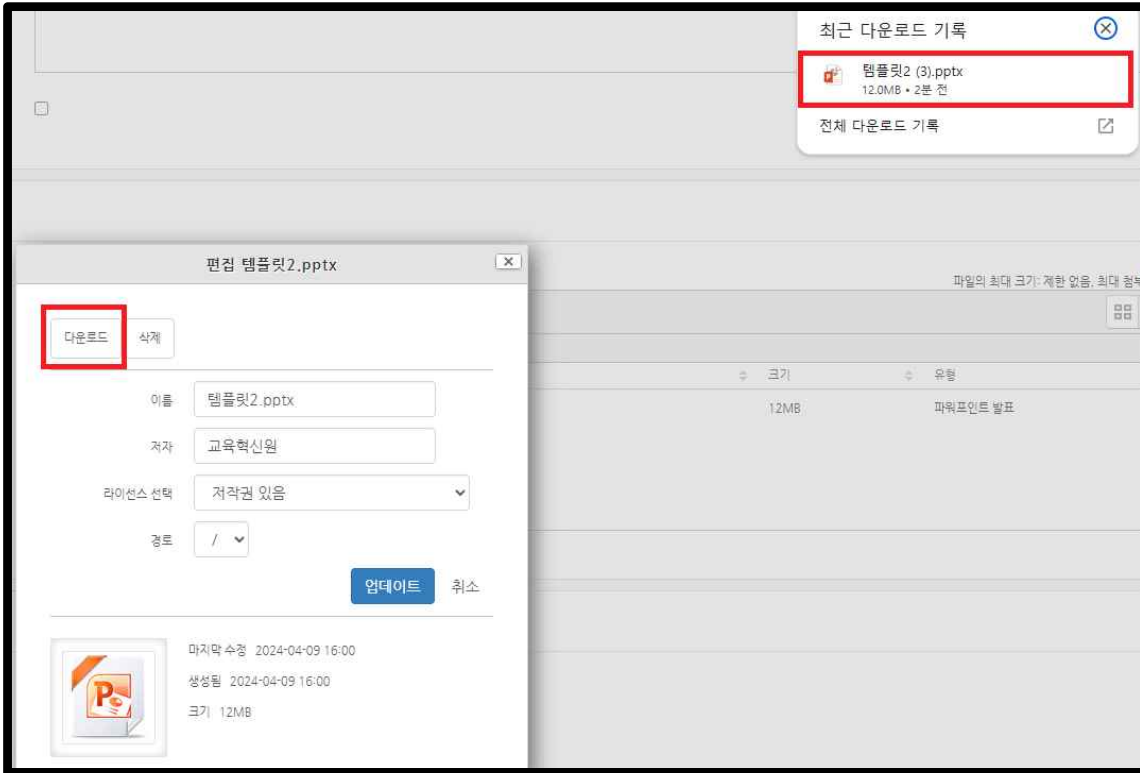 최근 다운로드 기록
템플릿2 (3).pptx
12.0MB • 2분 전
전체 다운로드 기록
편집 템플릿2.pptx
파일의 최대 크기: 제한 없음, 최대 첨부
다운로드 삭제
크기 유형
이름 템플릿2.pptx
12MB 파워포인트 발표
저자 교육혁신원
라이선스 선택 저작권 있음
경로 /
업데이트 취소
마지막 수정 2024-04-09 16:00
생성됨 2024-04-09 16:00
크기 12MB